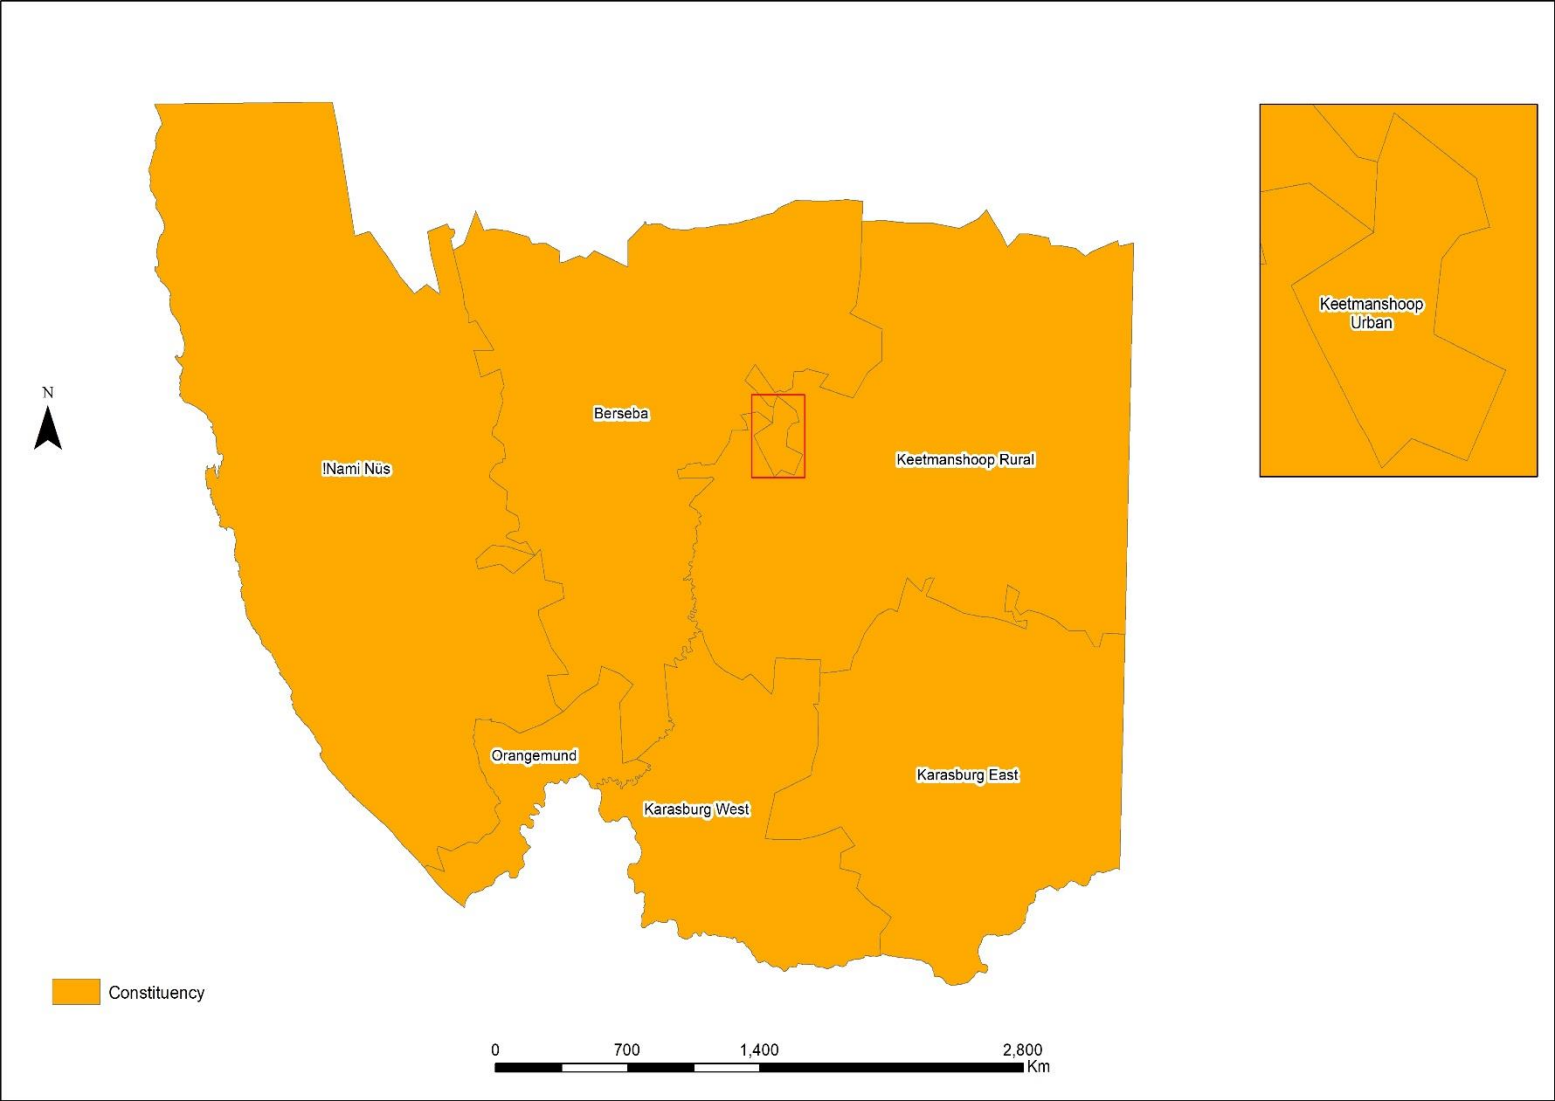 N
!Nami Nüs
Berseba
Keetmanshoop Rural
Keetmanshoop
Urban
Orangemund
Karasburg West
Karasburg East
Constituency
0 700 1,400 2,800
Km